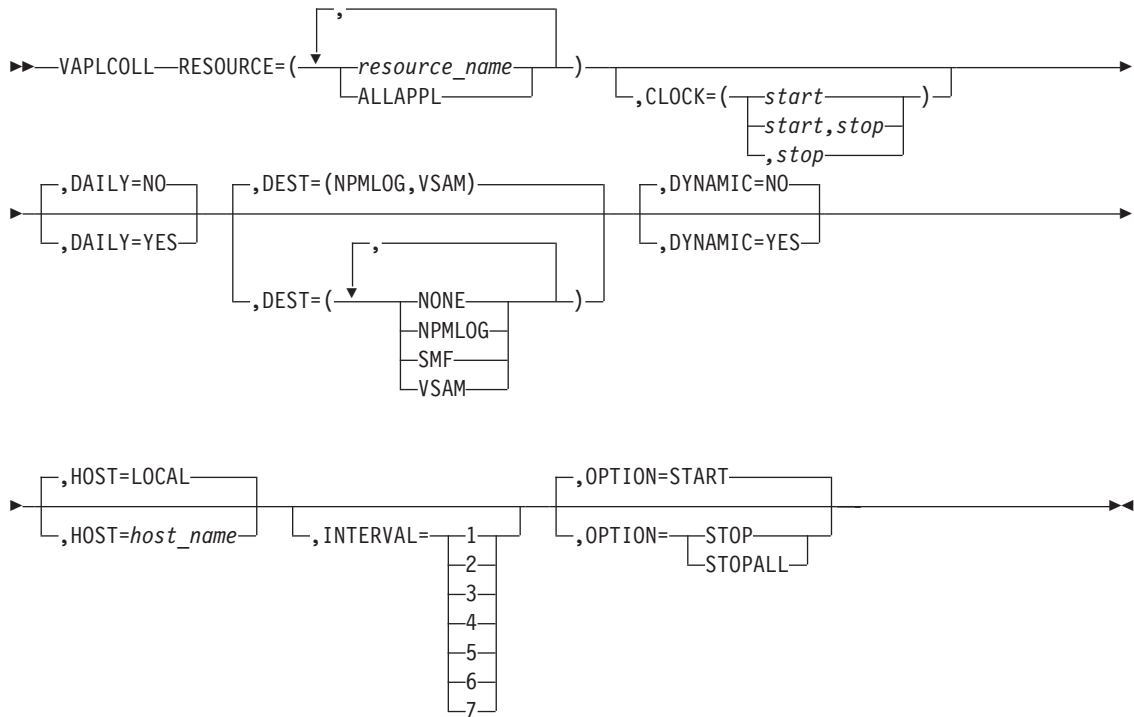 ,
VAPLCOLL RESOURCE=( resource_name )
ALLAPPL
,CLOCK=( start )
start,stop
,stop
,DAILY=NO
,DAILY=YES
,DEST=(NPMLOG,VSAM)
,
,DEST=( NONE )
NPMLOG
SMF
VSAM
,DYNAMIC=NO
,DYNAMIC=YES
,HOST=LOCAL
,HOST=host_name
,INTERVAL= 1
2
3
4
5
6
7
,OPTION=START
,OPTION= STOP
STOPALL